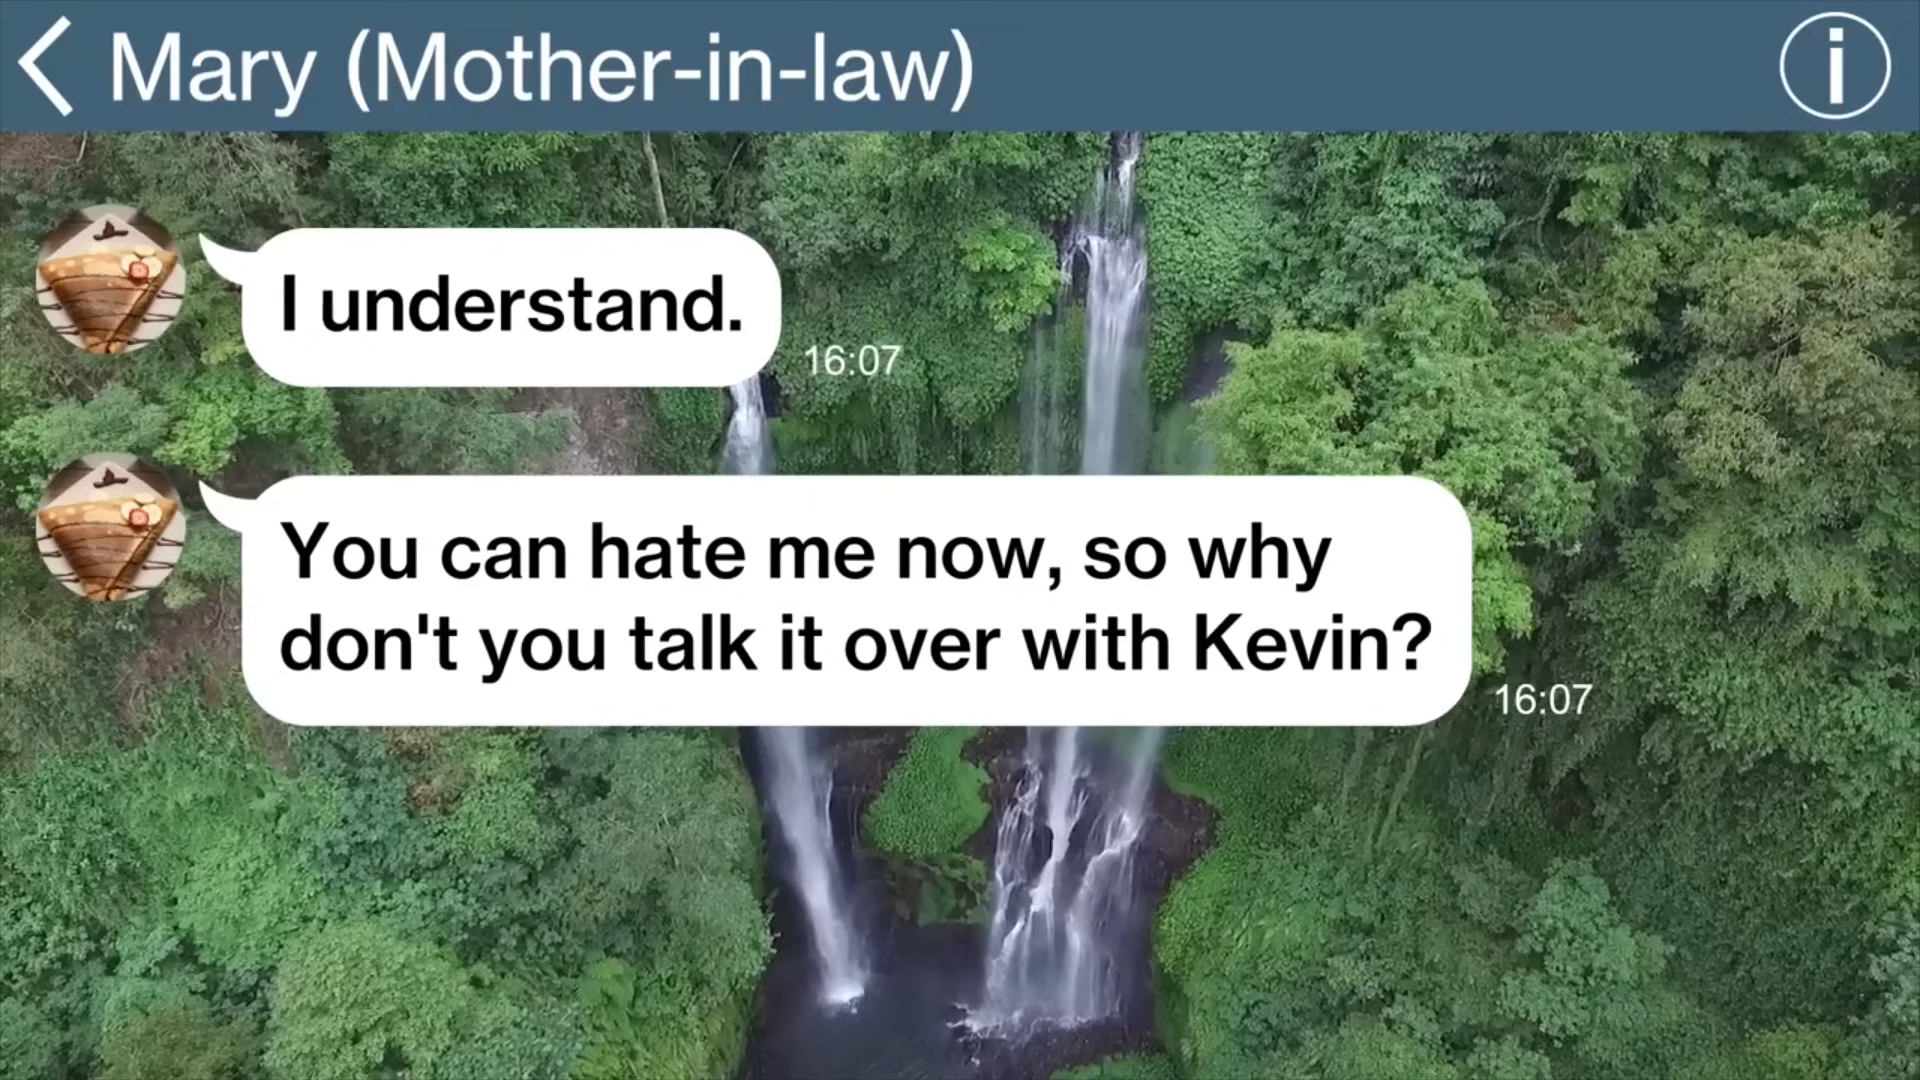 Mary (Mother-in-law)
I understand.
16:07
You can hate me now, so why
don't you talk it over with Kevin?
16:07